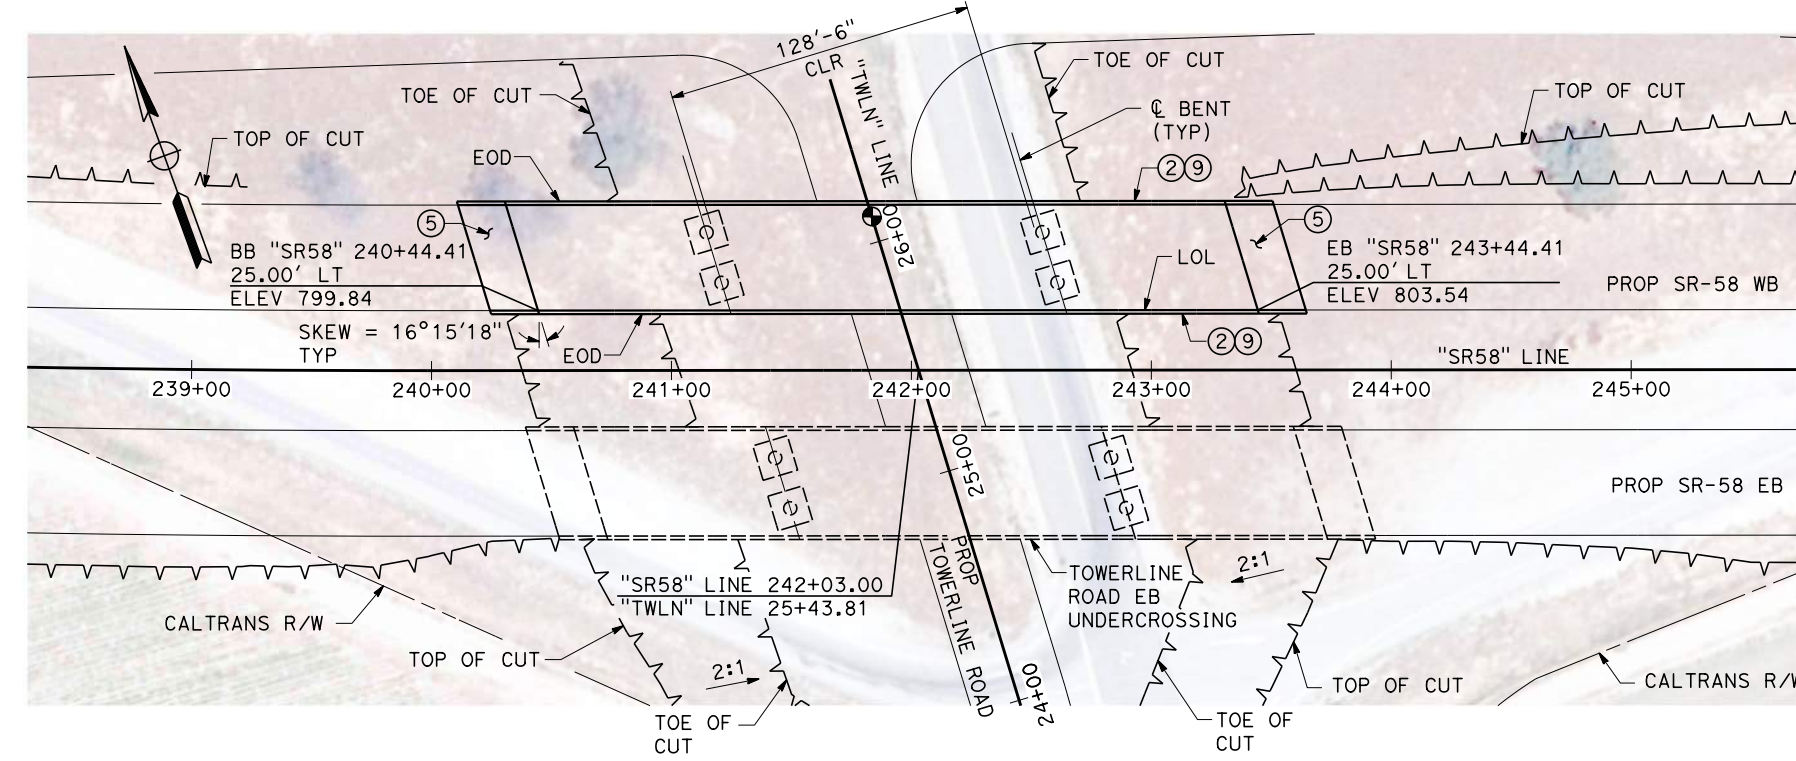 128'-6"
CLR
"TWLN" LINE
TOE OF CUT
TOE OF CUT
TOP OF CUT
℄ BENT
(TYP)
TOP OF CUT
EOD
2 9
5
5
26+00
BB "SR58" 240+44.41
25.00' LT
ELEV 799.84
LOL
EB "SR58" 243+44.41
25.00' LT
ELEV 803.54
PROP SR-58 WB
SKEW = 16°15'18"
TYP
EOD
2 9
"SR58" LINE
239+00
240+00
241+00
242+00
243+00
244+00
245+00
25+00
PROP SR-58 EB
PROP
TOWERLINE ROAD
"SR58" LINE 242+03.00
"TWLN" LINE 25+43.81
TOWERLINE
ROAD EB
UNDERCROSSING
2:1
CALTRANS R/W
TOP OF CUT
2:1
24+00
TOP OF CUT
CALTRANS R/W
TOE OF
CUT
TOE OF
CUT